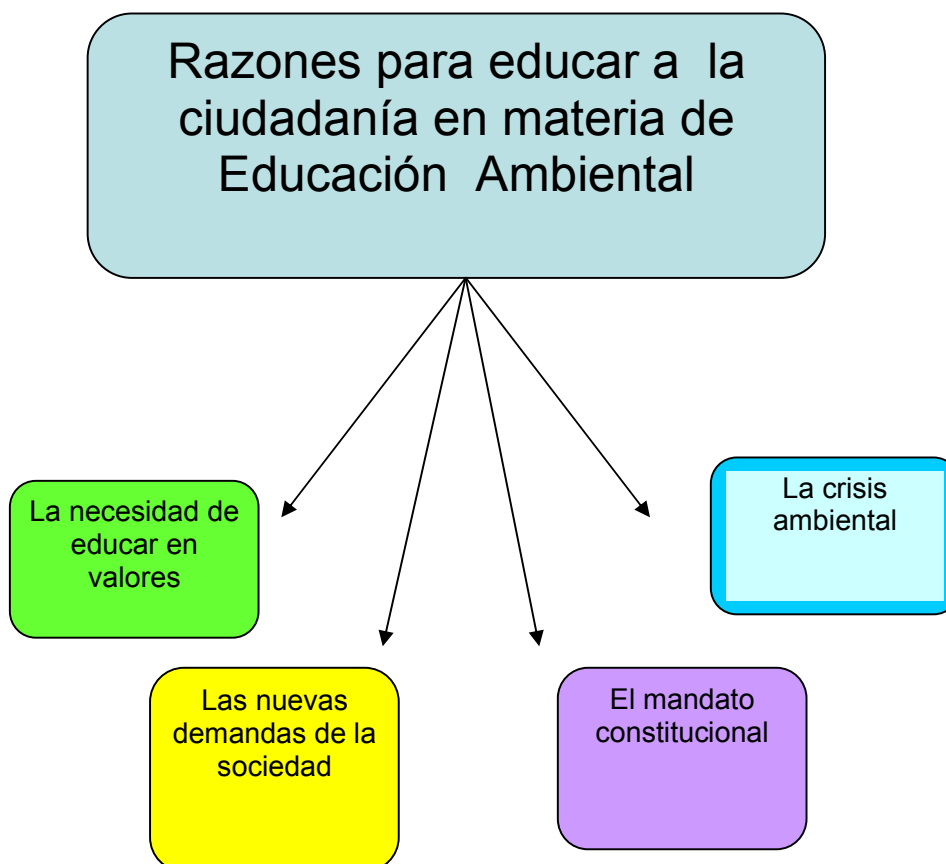 Razones para educar a la
ciudadanía en materia de
Educación Ambiental
La necesidad de
educar en
valores
La crisis
ambiental
Las nuevas
demandas de la
sociedad
El mandato
constitucional